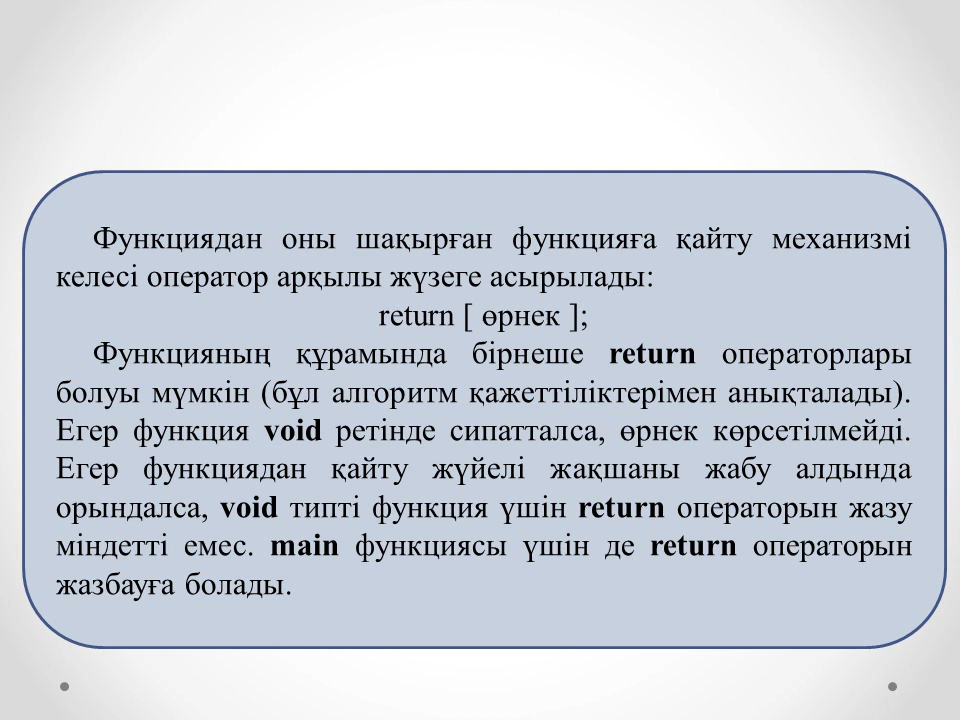 Функциядан оны шақырған функцияға қайту механизмі
келесі оператор арқылы жүзеге асырылады:
return [ өрнек ];
Функцияның құрамында бірнеше return операторлары
болуы мүмкін (бұл алгоритм қажеттіліктерімен анықталады).
Егер функция void ретінде сипатталса, өрнек көрсетілмейді.
Егер функциядан қайту жүйелі жақшаны жабу алдында
орындалса, void типті функция үшін return операторын жазу
міндетті емес. main функциясы үшін де return операторын
жазбауға болады.